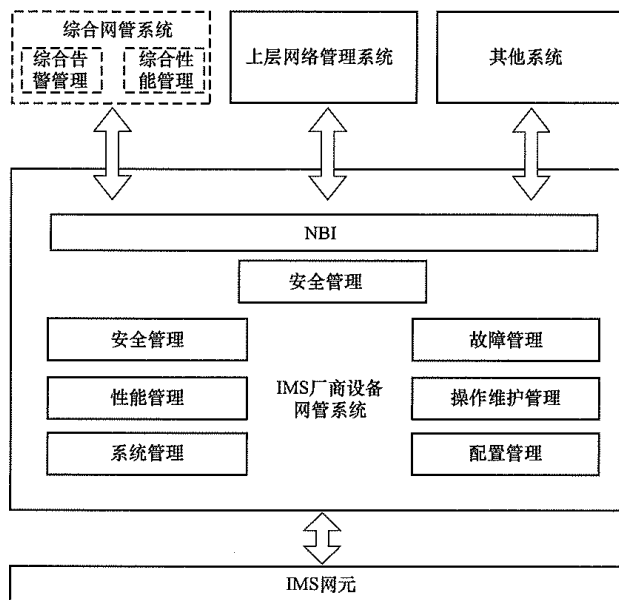 综合网管系统
综合告
警管理
综合性
能管理
上层网络管理系统
其他系统
NBI
安全管理
安全管理
故障管理
性能管理
IMS厂商设备
网管系统
操作维护管理
系统管理
配置管理
IMS网元